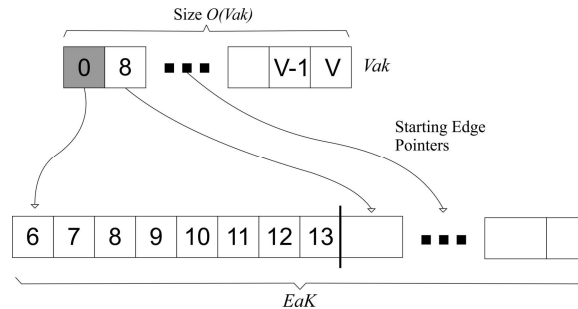 Size O(Vak)
0 8 V-1 V Vak
Starting Edge
Pointers
6 7 8 9 10 11 12 13
EaK